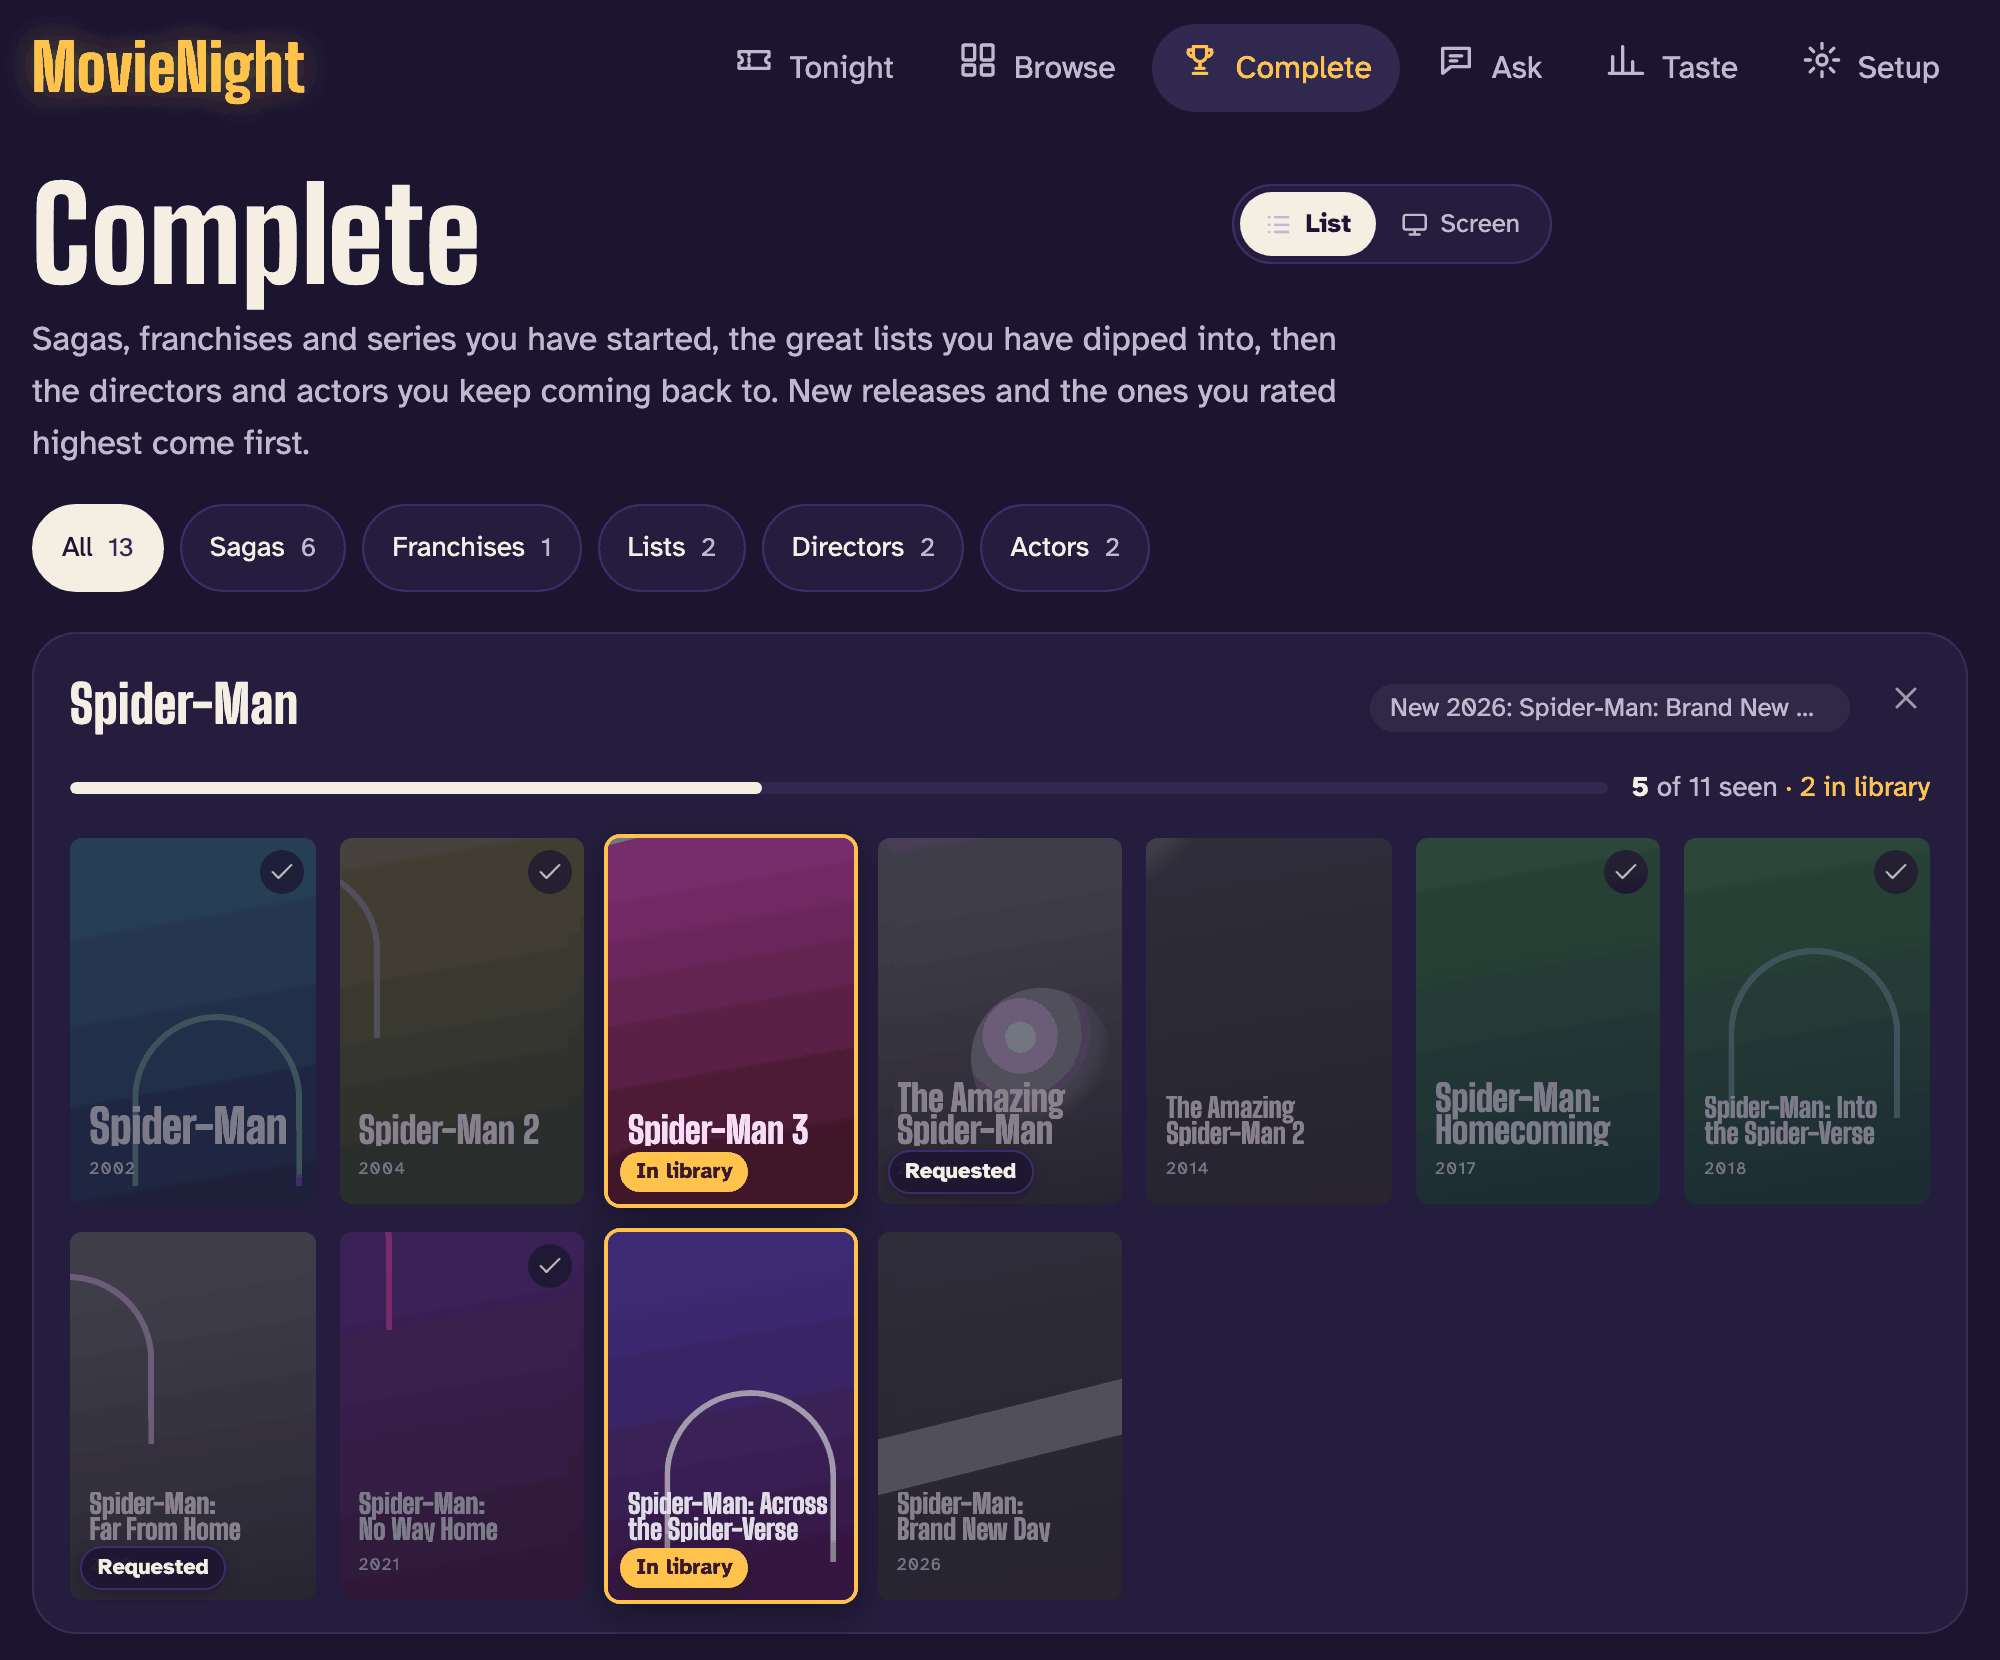 MovieNight
Tonight
Browse
Complete
Ask
Taste
Setup
Complete
List
Screen
Sagas, franchises and series you have started, the great lists you have dipped into, then
the directors and actors you keep coming back to. New releases and the ones you rated
highest come first.
All 13
Sagas 6
Franchises 1
Lists 2
Directors 2
Actors 2
Spider-Man
New 2026: Spider-Man: Brand New ...
5 of 11 seen · 2 in library
Spider-Man
2002
Spider-Man 2
2004
Spider-Man 3
In library
The Amazing
Spider-Man
Requested
The Amazing
Spider-Man 2
2014
Spider-Man:
Homecoming
2017
Spider-Man: Into
the Spider-Verse
2018
Spider-Man:
Far From Home
Requested
Spider-Man:
No Way Home
2021
Spider-Man: Across
the Spider-Verse
In library
Spider-Man:
Brand New Day
2026